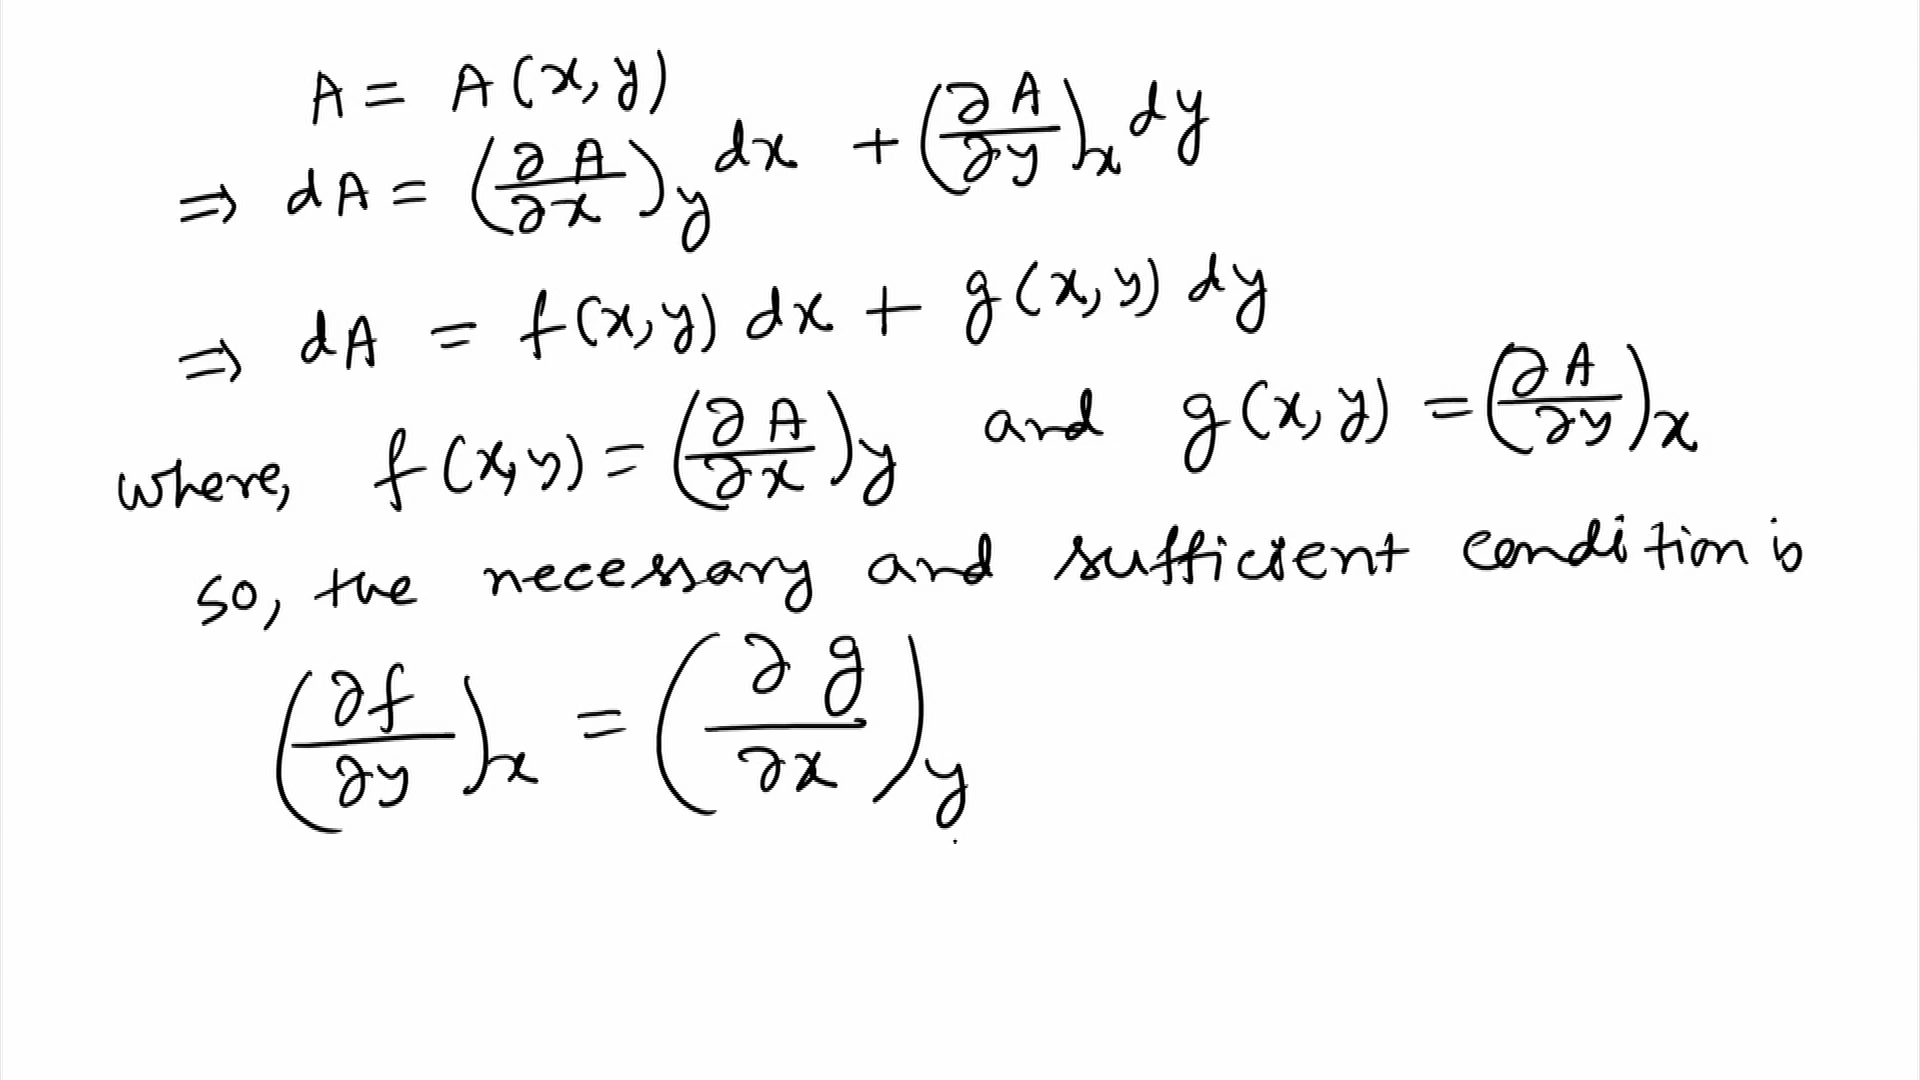 A = A(x, y)
⇒ dA = (∂A/∂x)_y dx + (∂A/∂y)_x dy
⇒ dA = f(x, y) dx + g(x, y) dy
where, f(x, y) = (∂A/∂x)_y and g(x, y) = (∂A/∂y)_x
so, the necessary and sufficient condition is
(∂f/∂y)_x = (∂g/∂x)_y